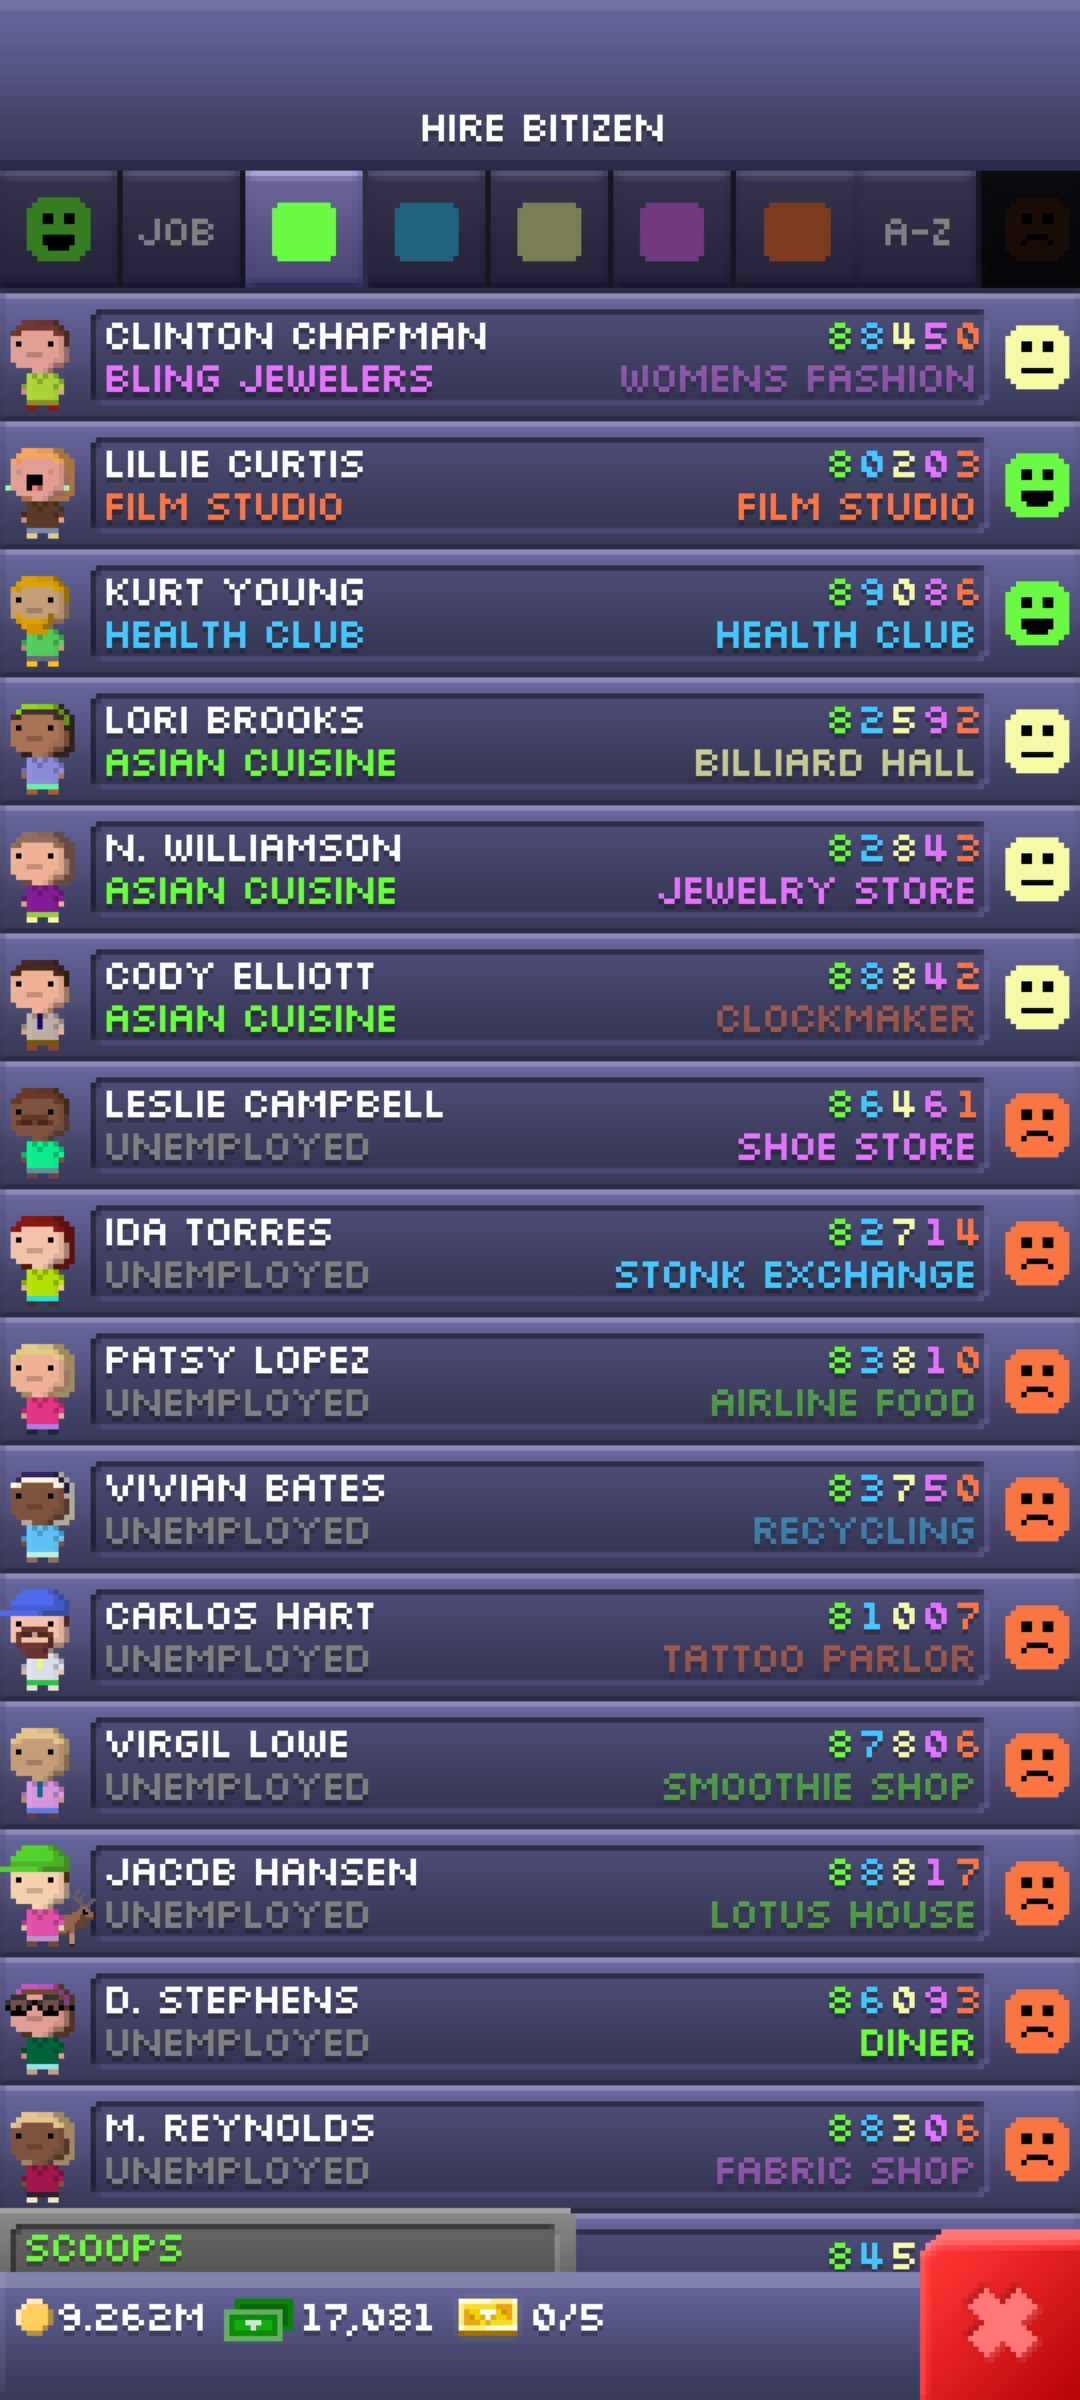 HIRE BITIZEN
JOB A-Z
CLINTON CHAPMAN 88450
BLING JEWELERS WOMENS FASHION
LILLIE CURTIS 80203
FILM STUDIO FILM STUDIO
KURT YOUNG 89086
HEALTH CLUB HEALTH CLUB
LORI BROOKS 82592
ASIAN CUISINE BILLIARD HALL
N. WILLIAMSON 82843
ASIAN CUISINE JEWELRY STORE
CODY ELLIOTT 88842
ASIAN CUISINE CLOCKMAKER
LESLIE CAMPBELL 86461
UNEMPLOYED SHOE STORE
IDA TORRES 82714
UNEMPLOYED STONK EXCHANGE
PATSY LOPEZ 83810
UNEMPLOYED AIRLINE FOOD
VIVIAN BATES 83750
UNEMPLOYED RECYCLING
CARLOS HART 81007
UNEMPLOYED TATTOO PARLOR
VIRGIL LOWE 87806
UNEMPLOYED SMOOTHIE SHOP
JACOB HANSEN 88817
UNEMPLOYED LOTUS HOUSE
D. STEPHENS 86093
UNEMPLOYED DINER
M. REYNOLDS 88306
UNEMPLOYED FABRIC SHOP
SCOOPS 845
9.262M 17,081 0/5